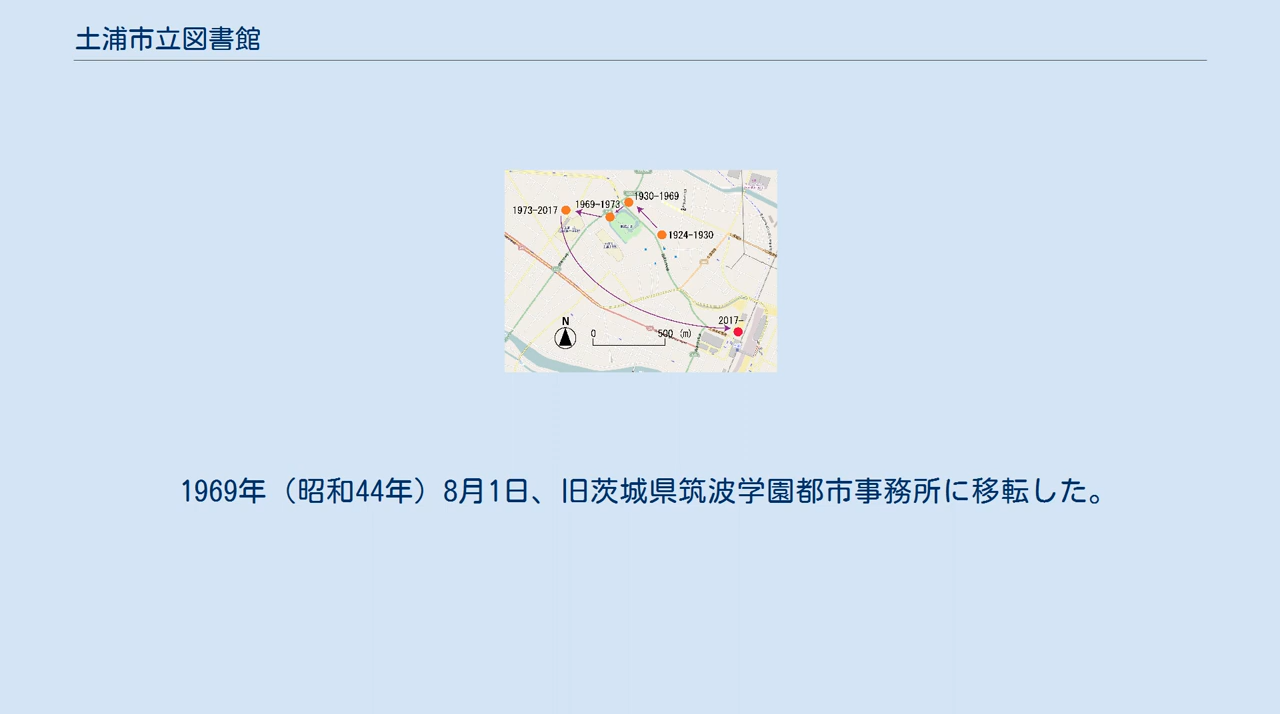 土浦市立図書館
1930-1969
1969-1973
1973-2017
1924-1930
2017-
N
0 500 (m)
1969年（昭和44年）8月1日、旧茨城県筑波学園都市事務所に移転した。